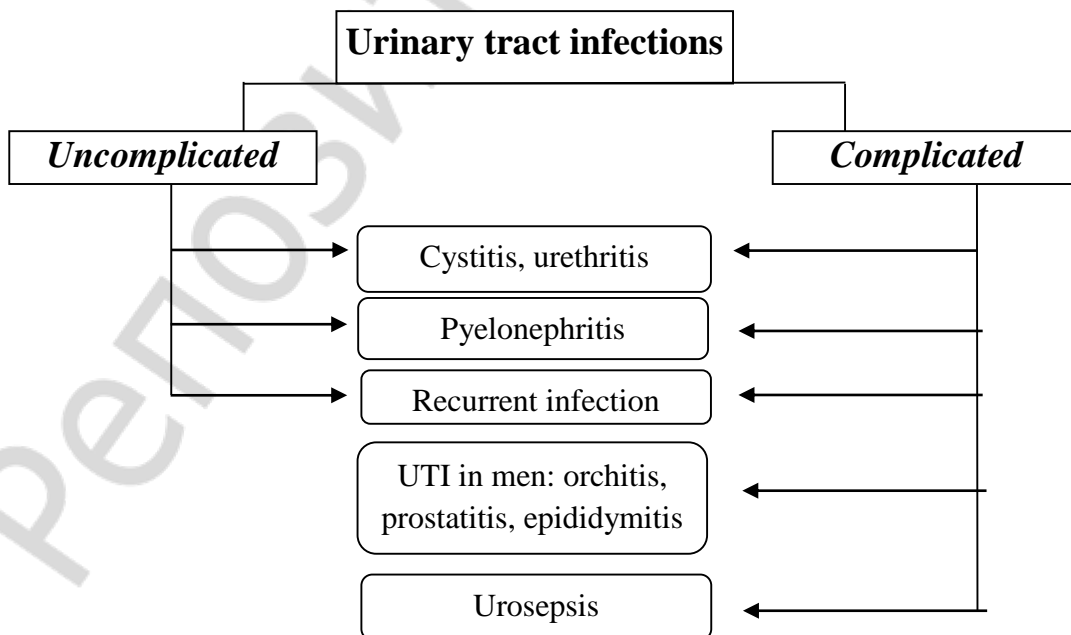 Urinary tract infections
Uncomplicated
Complicated
Cystitis, urethritis
Pyelonephritis
Recurrent infection
UTI in men: orchitis,
prostatitis, epididymitis
Urosepsis